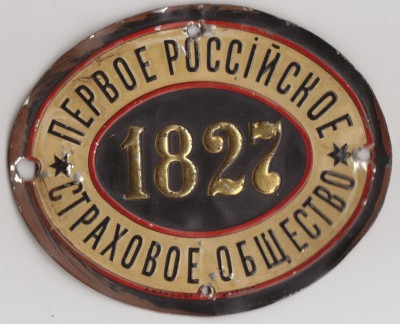 ПЕРВОЕ РОССІЙСКОЕ
1827
СТРАХОВОЕ ОБЩЕСТВО